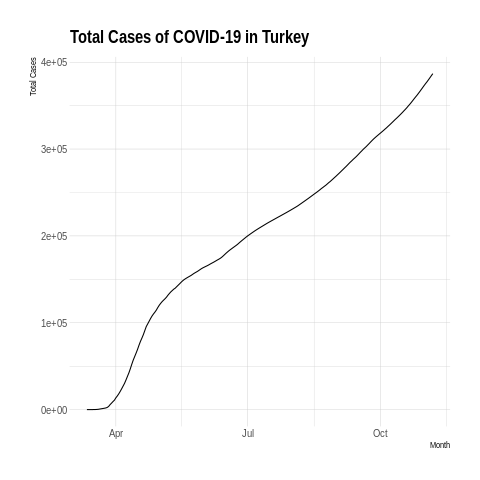 Total Cases of COVID-19 in Turkey
Total Cases
4e+05
3e+05
2e+05
1e+05
0e+00
Apr
Jul
Oct
Month